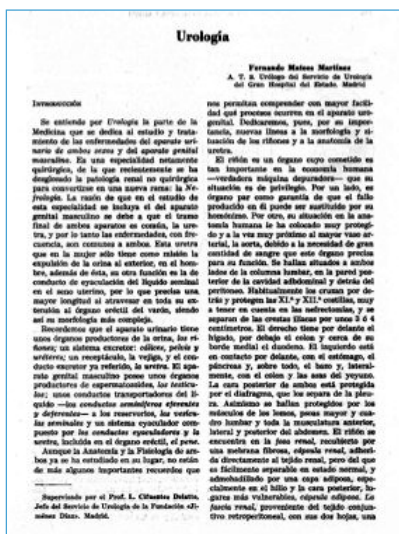 Urología
Fernando Mateos Martínez
A. T. S. Urólogo del Servicio de Urología
del Gran Hospital del Estado. Madrid
INTRODUCCIÓN
Se entiende por Urología la parte de la
Medicina que se dedica al estudio y trata-
miento de las enfermedades del aparato uri-
nario de ambos sexos y del aparato genital
masculino. Es una especialidad netamente
quirúrgica, de la que recientemente se ha
desglosado la patología renal no quirúrgica
para convertirse en una nueva rama: la Ne-
frología. La razón de que en el estudio de
esta especialidad se incluya el del aparato
genital masculino se debe a que el tramo
final de ambos aparatos es común, la ure-
tra, y por lo tanto las enfermedades, con fre-
cuencia, son comunes a ambos. Esta uretra
que en la mujer sólo tiene como misión la
expulsión de la orina al exterior, en el hom-
bre, además de ésta, su otra función es la de
conducto de eyaculación del líquido seminal
en el seno uterino, por lo que precisa una
mayor longitud al atravesar en toda su ex-
tensión al órgano eréctil del varón, siendo
así su morfología más compleja.
Recordemos que el aparato urinario tiene
unos órganos productores de la orina, los ri-
ñones; un sistema excretor: cálices, pelvis y
uréteres; un receptáculo, la vejiga, y el con-
ducto excretor ya referido, la uretra. El apa-
rato genital masculino posee unos órganos
productores de espermatozoides, los testícu-
los; unos conductos transportadores del lí-
quido —los conductos seminíferos eferentes
y deferentes— a los reservorios, las vesícu-
las seminales y un sistema eyaculador com-
puesto por los conductos eyaculadores y la
uretra, incluida en el órgano eréctil, el pene.
Aunque la Anatomía y la Fisiología de am-
bos ya se ha estudiado en su lugar, no están
de más algunos importantes recuerdos que
Supervisado por el Prof. L. Cifuentes Delatte,
Jefe del Servicio de Urología de la Fundación «Ji-
ménez Díaz». Madrid.
nos permitan comprender con mayor facili-
dad qué procesos ocurren en el aparato uro-
genital. Dedicaremos, pues, por su impor-
tancia, nuevas líneas a la morfología y si-
tuación de los riñones y a la anatomía de la
uretra.
El riñón es un órgano cuyo cometido es
tan importante en la economía humana
—verdadera máquina depuradora— que su
situación es de privilegio. Por un lado, es
órgano par como garantía de que el fallo
producido en él puede ser sustituido por su
homónimo. Por otro, su situación en la ana-
tomía humana le ha colocado muy protegi-
do y a la vez muy próximo al mayor vaso arte-
rial, la aorta, debido a la necesidad de gran
cantidad de sangre que este órgano precisa
para su función. Se hallan situados a ambos
lados de la columna lumbar, en la pared pos-
terior de la cavidad abdominal y detrás del
peritoneo. Habitualmente los cruzan por de-
trás y protegen las XI.ª y XII.ª costillas, muy
a tener en cuenta en las nefrectomías, y se
separan de las crestas ilíacas por unos 3 ó 4
centímetros. El derecho tiene por delante el
hígado, por debajo el colon y cerca de su
borde medial el duodeno. El izquierdo está
en contacto por delante, con el estómago, el
páncreas y, sobre todo, el bazo y, lateral-
mente, con el colon y las asas del yeyuno.
La cara posterior de ambos está protegida
por el diafragma, que los separa de la pleu-
ra. Asimismo se hallan protegidos por los
músculos de los lomos, psoas mayor y cua-
drado lumbar y toda la musculatura anterior,
lateral y posterior del abdomen. El riñón se
encuentra en la fosa renal, recubierto por
una membrana fibrosa, cápsula renal, adheri-
da directamente al tejido renal, pero del que
es fácilmente separable en estado normal, y
almohadillado por una capa adiposa, espe-
cialmente en el hilio y la cara posterior, lu-
gares más vulnerables, cápsula adiposa. La
fascia renal, proveniente del tejido conjun-
tivo retroperitoneal, con sus dos hojas, una